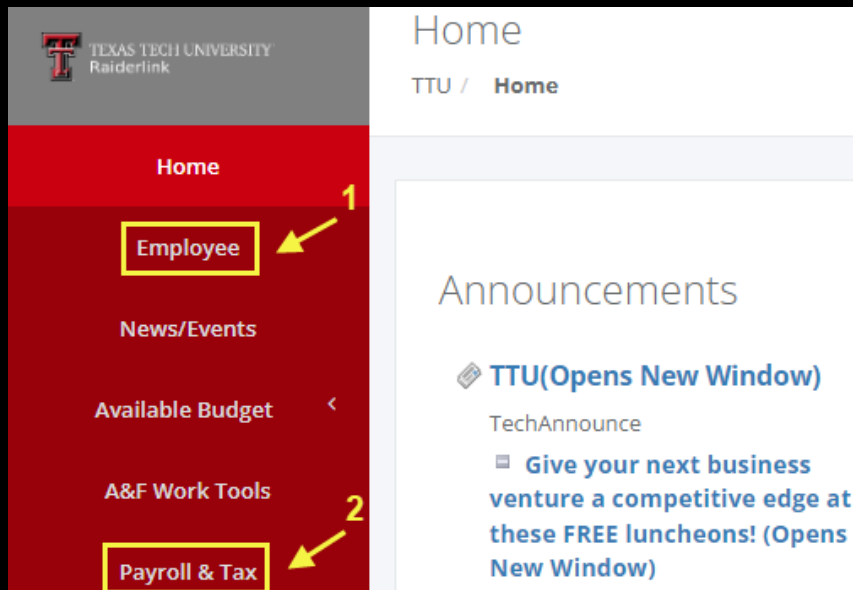 TEXAS TECH UNIVERSITY
Raiderlink
Home
1
Employee
News/Events
Available Budget
A&F Work Tools
2
Payroll & Tax
Home
TTU / Home
Announcements
TTU(Opens New Window)
TechAnnounce
Give your next business
venture a competitive edge at
these FREE luncheons! (Opens
New Window)